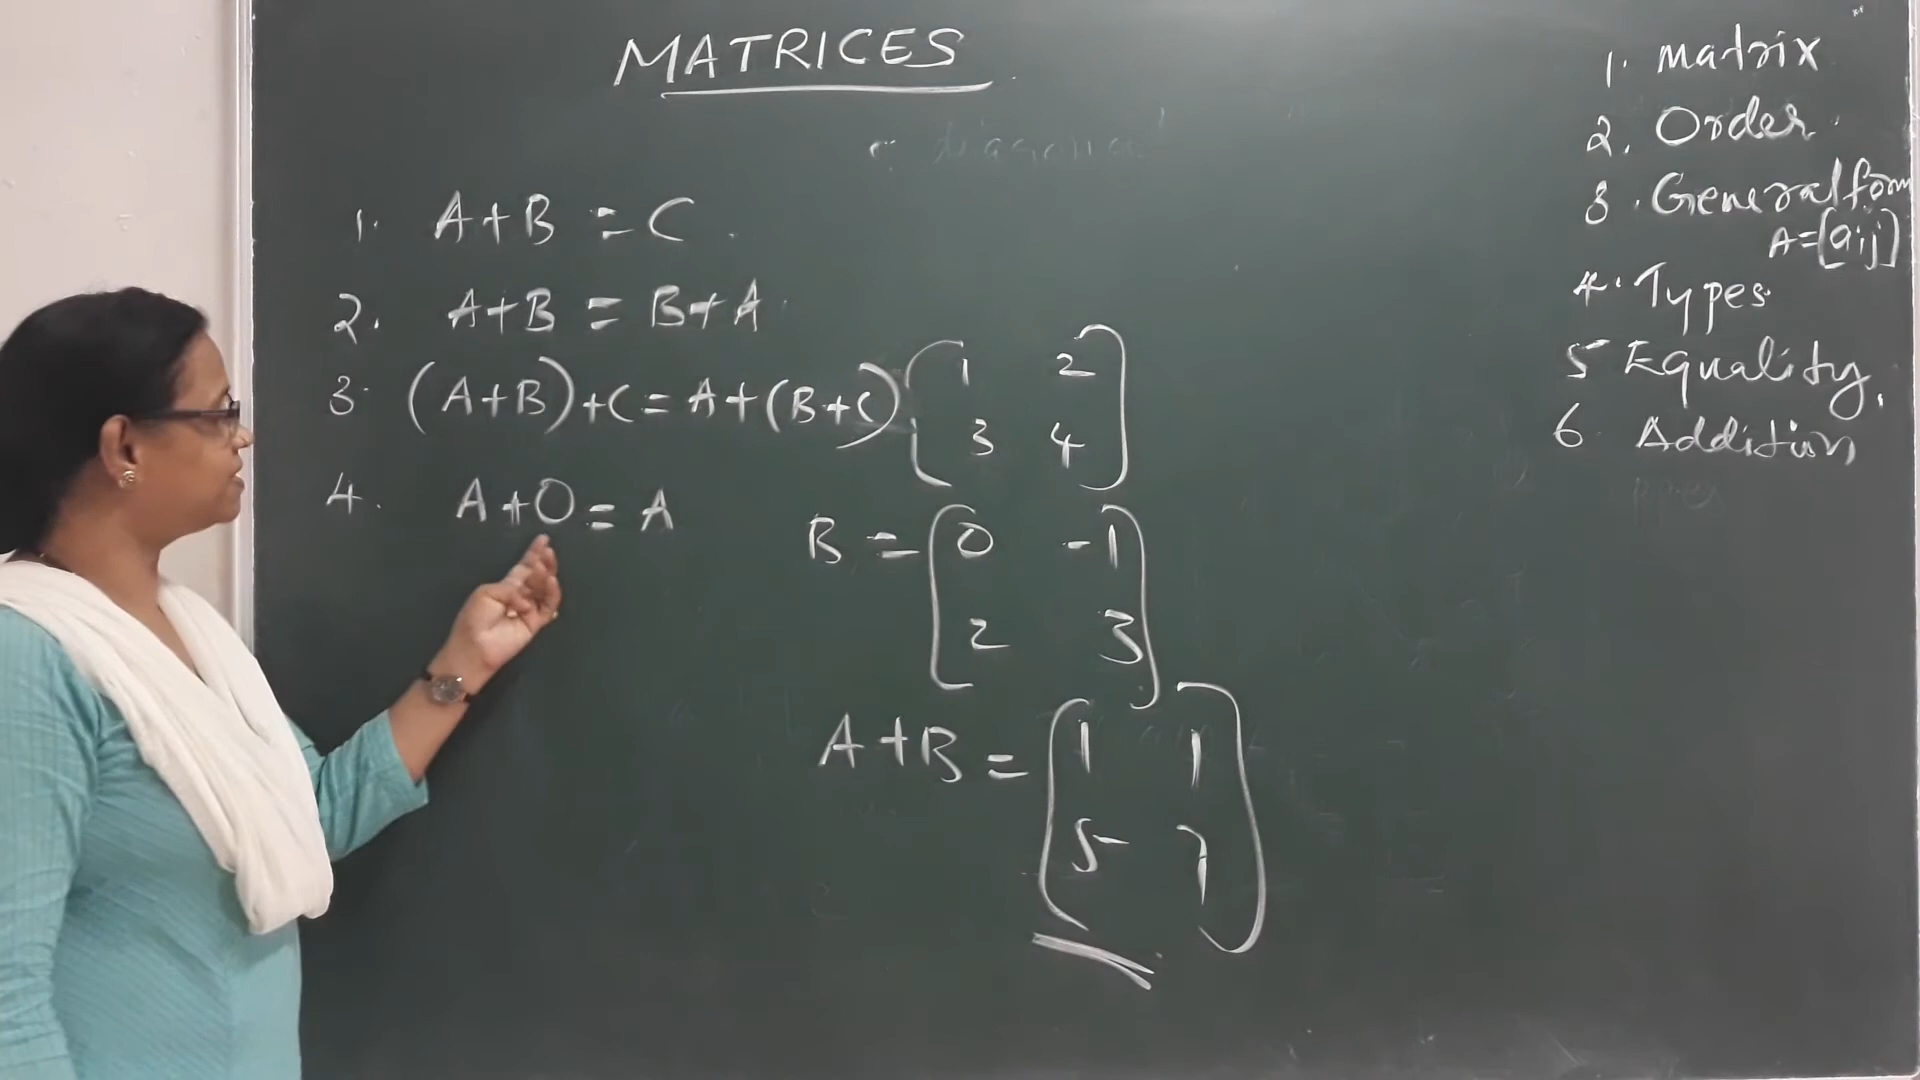 MATRICES
1. A+B = C.
2. A+B = B+A.
3. (A+B)+C=A+(B+C)
4. A+O=A
1 2
3 4
B = [0 -1
2 3]
A+B = [1 1
5 7]
1. Matrix
2. Order.
3. General form
A=[aij]
4. Types
5 Equality.
6. Addition
diagonal